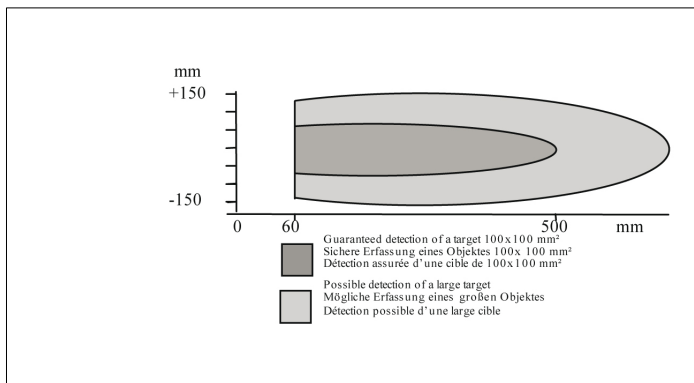 mm
+150
-150
0 60 500 mm
Guaranteed detection of a target 100x100 mm²
Sichere Erfassung eines Objektes 100x 100 mm²
Détection assurée d'une cible de 100x100 mm²
Possible detection of a large target
Mögliche Erfassung eines großen Objektes
Détection possible d'une large cible